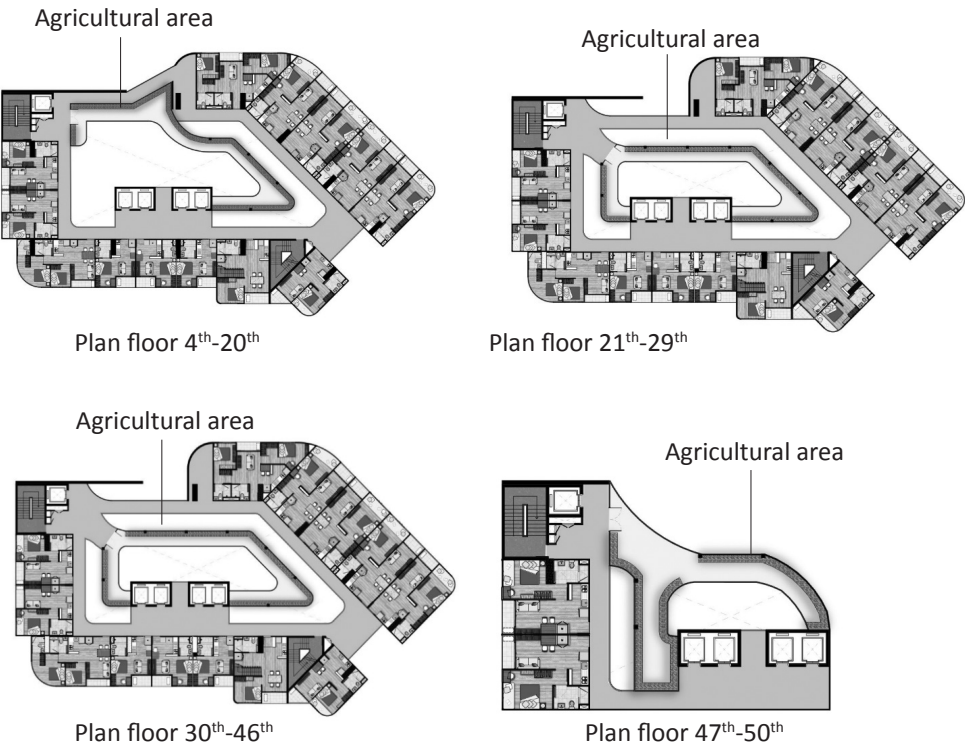 Agricultural area
Agricultural area
Plan floor 4th-20th
Plan floor 21th-29th
Agricultural area
Agricultural area
Plan floor 30th-46th
Plan floor 47th-50th